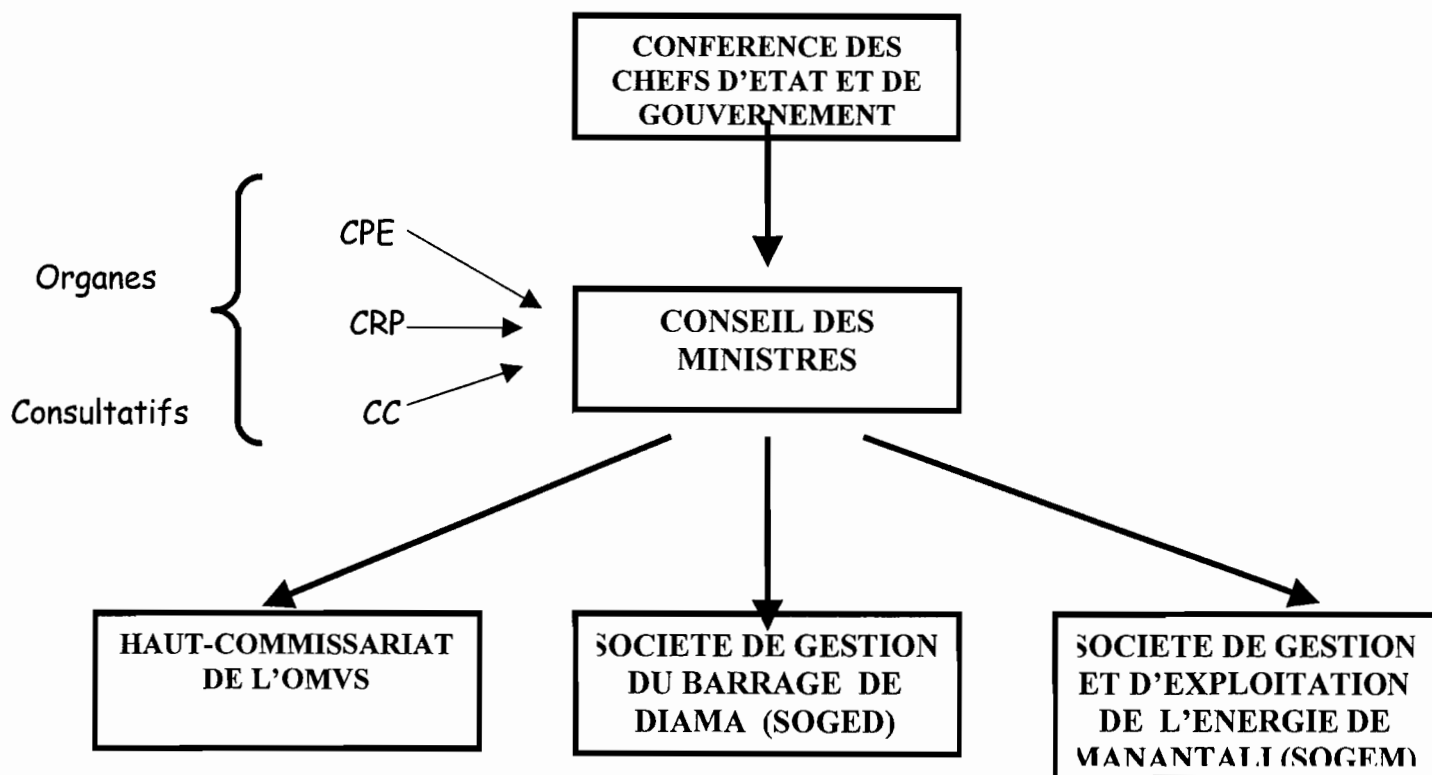 CONFERENCE DES
CHEFS D'ETAT ET DE
GOUVERNEMENT
CPE
Organes
CRP
CONSEIL DES
MINISTRES
Consultatifs
CC
HAUT-COMMISSARIAT
DE L'OMVS
SOCIETE DE GESTION
DU BARRAGE DE
DIAMA (SOGED)
SOCIETE DE GESTION
ET D'EXPLOITATION
DE L'ENERGIE DE
MANANTALI (SOGEM)